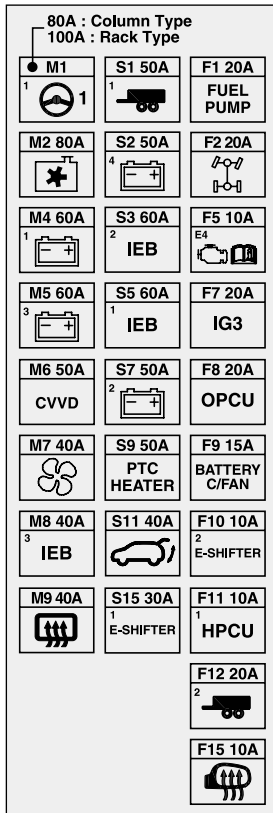 80A : Column Type
100A : Rack Type
M1
1
1
S1 50A
1
F1 20A
FUEL
PUMP
M2 80A
S2 50A
4
- +
F2 20A
M4 60A
1
- +
S3 60A
2
IEB
F5 10A
E4
M5 60A
3
- +
S5 60A
1
IEB
F7 20A
IG3
M6 50A
CVVD
S7 50A
2
- +
F8 20A
OPCU
M7 40A
S9 50A
PTC
HEATER
F9 15A
BATTERY
C/FAN
M8 40A
3
IEB
S11 40A
F10 10A
2
E-SHIFTER
M9 40A
S15 30A
1
E-SHIFTER
F11 10A
1
HPCU
F12 20A
2
F15 10A